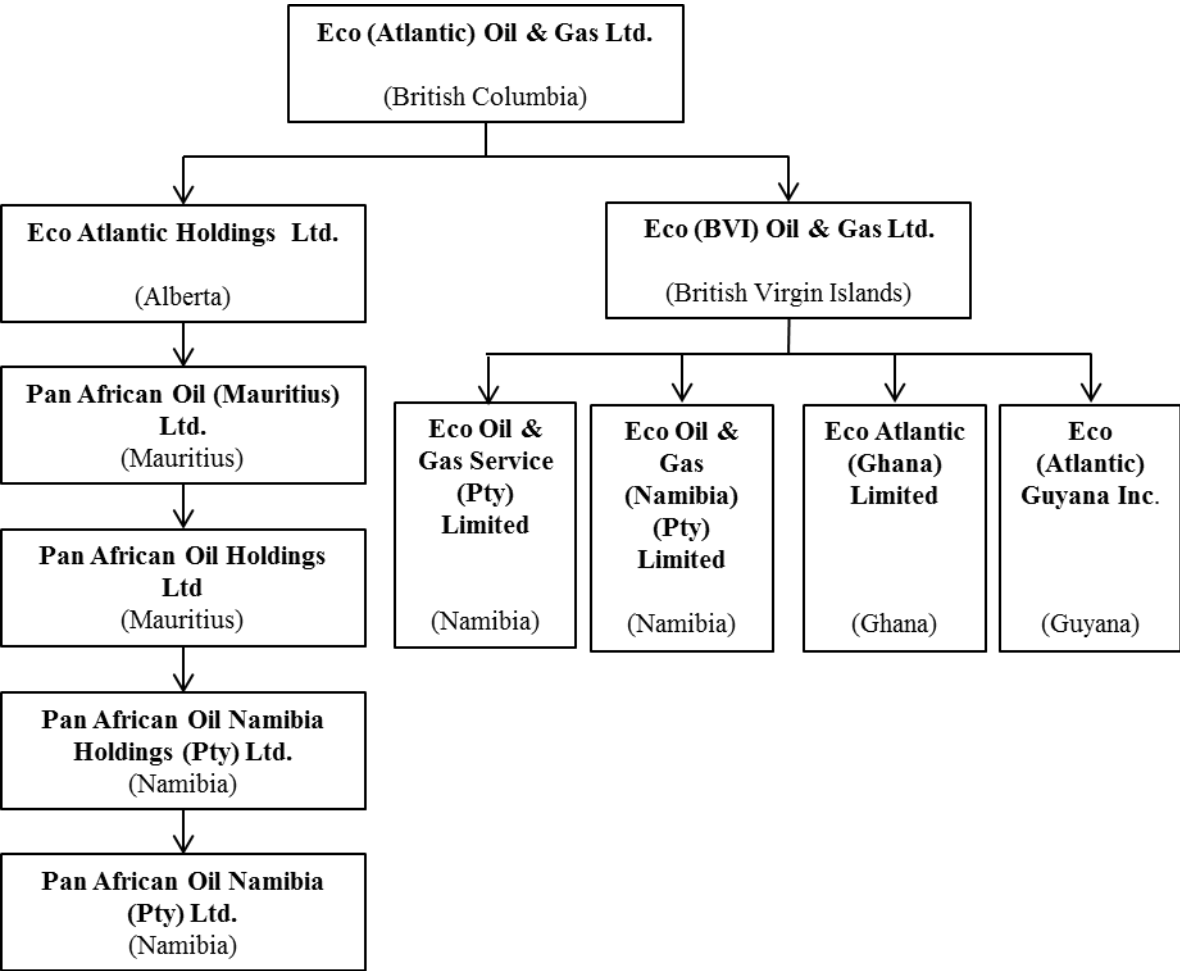 Eco (Atlantic) Oil & Gas Ltd.
(British Columbia)
Eco Atlantic Holdings Ltd.
(Alberta)
Eco (BVI) Oil & Gas Ltd.
(British Virgin Islands)
Pan African Oil (Mauritius)
Ltd.
(Mauritius)
Pan African Oil Holdings
Ltd
(Mauritius)
Pan African Oil Namibia
Holdings (Pty) Ltd.
(Namibia)
Pan African Oil Namibia
(Pty) Ltd.
(Namibia)
Eco Oil &
Gas Service
(Pty)
Limited
(Namibia)
Eco Oil &
Gas
(Namibia)
(Pty)
Limited
(Namibia)
Eco Atlantic
(Ghana)
Limited
(Ghana)
Eco
(Atlantic)
Guyana Inc.
(Guyana)